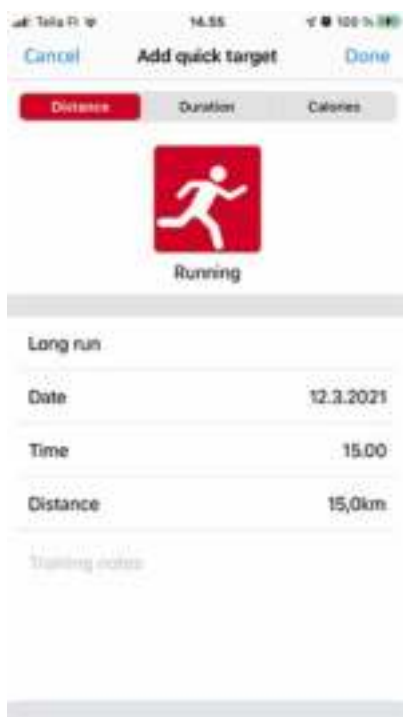 Telia FI 14.55 100 %
Cancel Add quick target Done
Distance Duration Calories
Running
Long run
Date 12.3.2021
Time 15.00
Distance 15,0km
Training notes